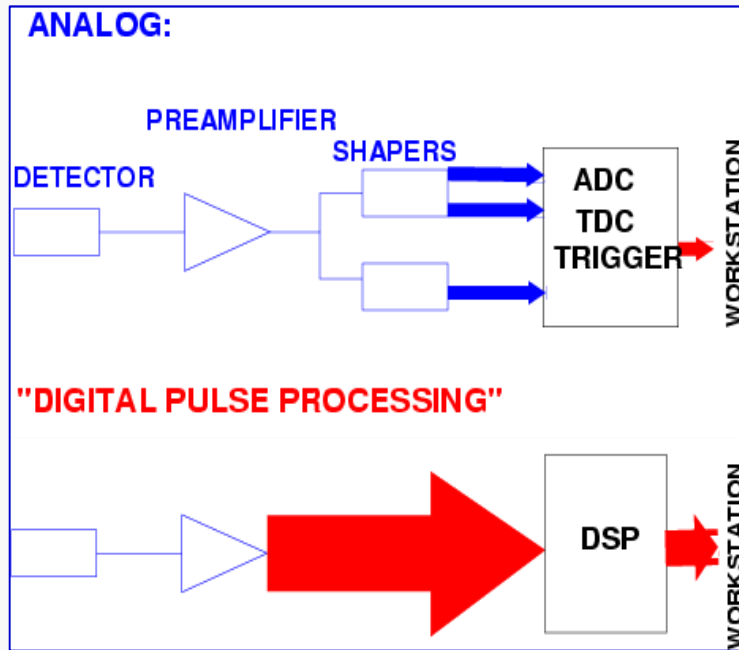 ANALOG:
PREAMPLIFIER
SHAPERS
DETECTOR
ADC
TDC
TRIGGER
WORKSTATION
"DIGITAL PULSE PROCESSING"
DSP
WORKSTATION